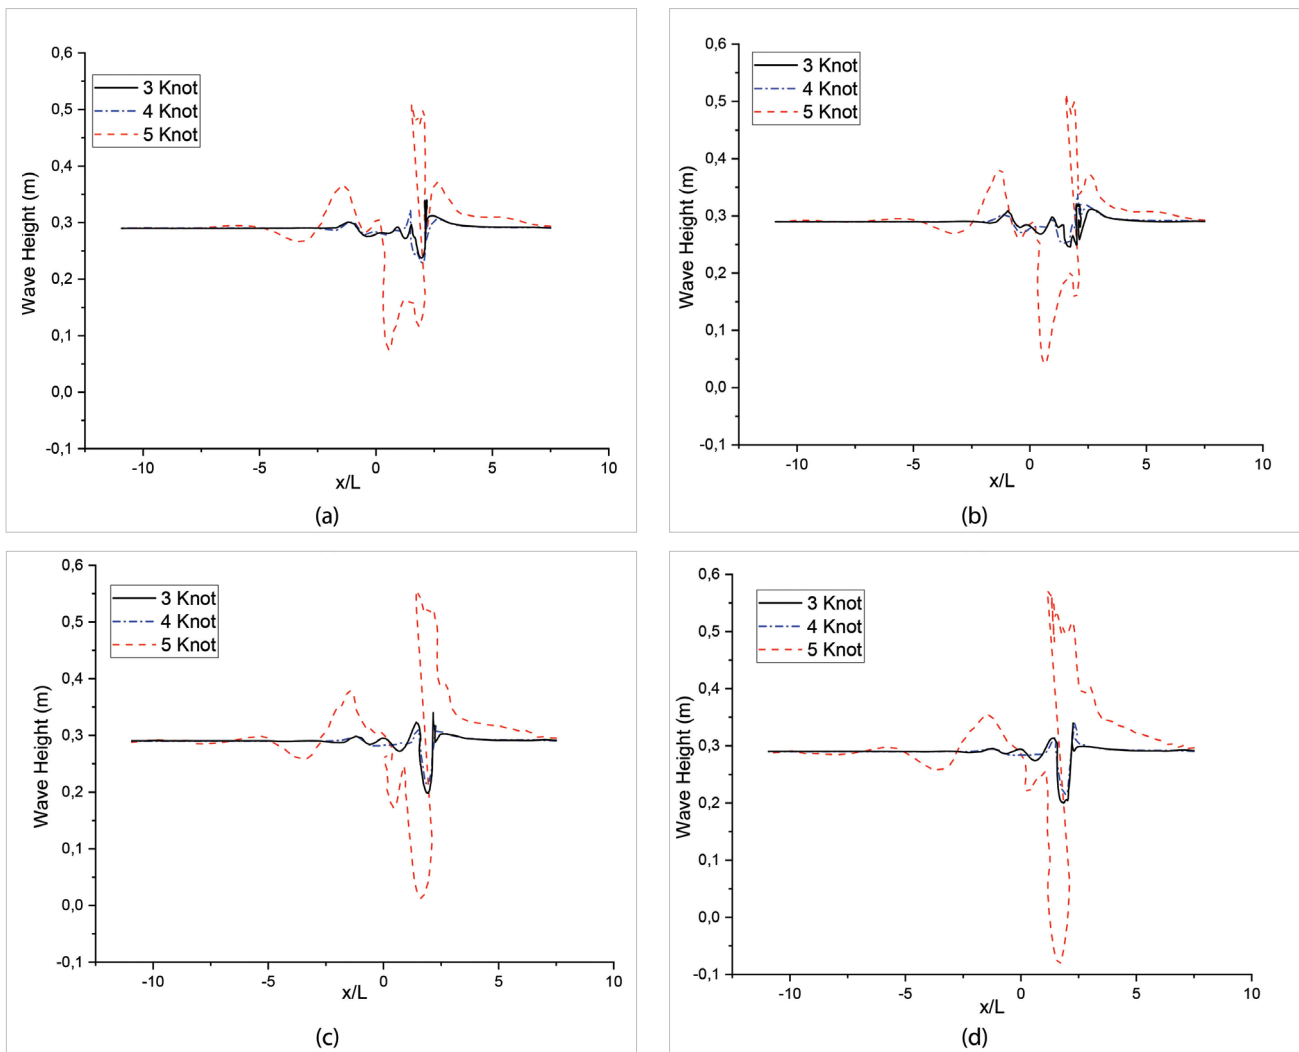 0,6
0,5
0,4
0,3
0,2
0,1
0,0
-0,1
Wave Height (m)
3 Knot
4 Knot
5 Knot
-10 -5 0 5 10
x/L
(a)
0,6
0,5
0,4
0,3
0,2
0,1
0,0
-0,1
Wave Height (m)
3 Knot
4 Knot
5 Knot
-10 -5 0 5 10
x/L
(b)
0,6
0,5
0,4
0,3
0,2
0,1
0,0
-0,1
Wave Height (m)
3 Knot
4 Knot
5 Knot
-10 -5 0 5 10
x/L
(c)
0,6
0,5
0,4
0,3
0,2
0,1
0,0
-0,1
Wave Height (m)
3 Knot
4 Knot
5 Knot
-10 -5 0 5 10
x/L
(d)